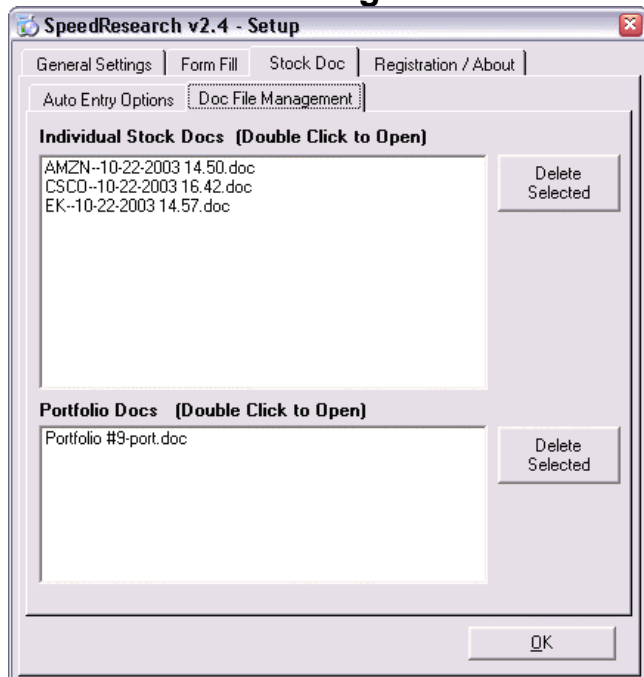 SpeedResearch v2.4 - Setup
General Settings Form Fill Stock Doc Registration / About
Auto Entry Options Doc File Management
Individual Stock Docs (Double Click to Open)
AMZN--10-22-2003 14.50.doc
CSCO--10-22-2003 16.42.doc
EK--10-22-2003 14.57.doc
Delete
Selected
Portfolio Docs (Double Click to Open)
Portfolio #9-port.doc
Delete
Selected
OK